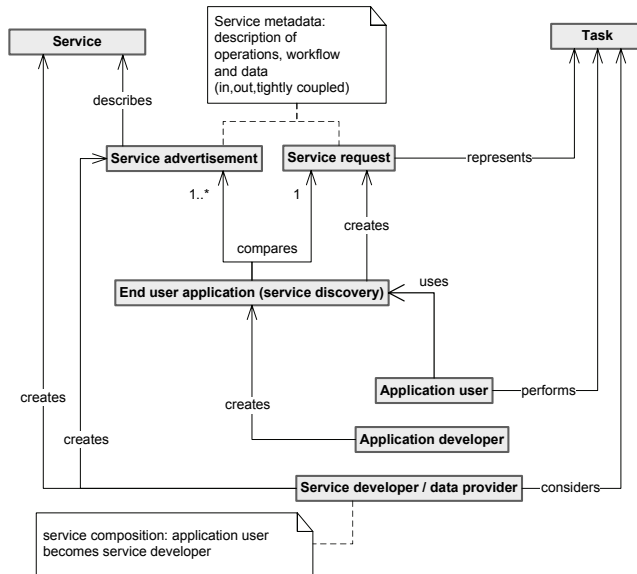 Service metadata:
description of
operations, workflow
and data
(in,out,tightly coupled)
Service
Task
describes
Service advertisement
Service request
represents
1..*
1
creates
compares
End user application (service discovery)
uses
Application user
performs
creates
creates
Application developer
creates
Service developer / data provider
considers
service composition: application user
becomes service developer